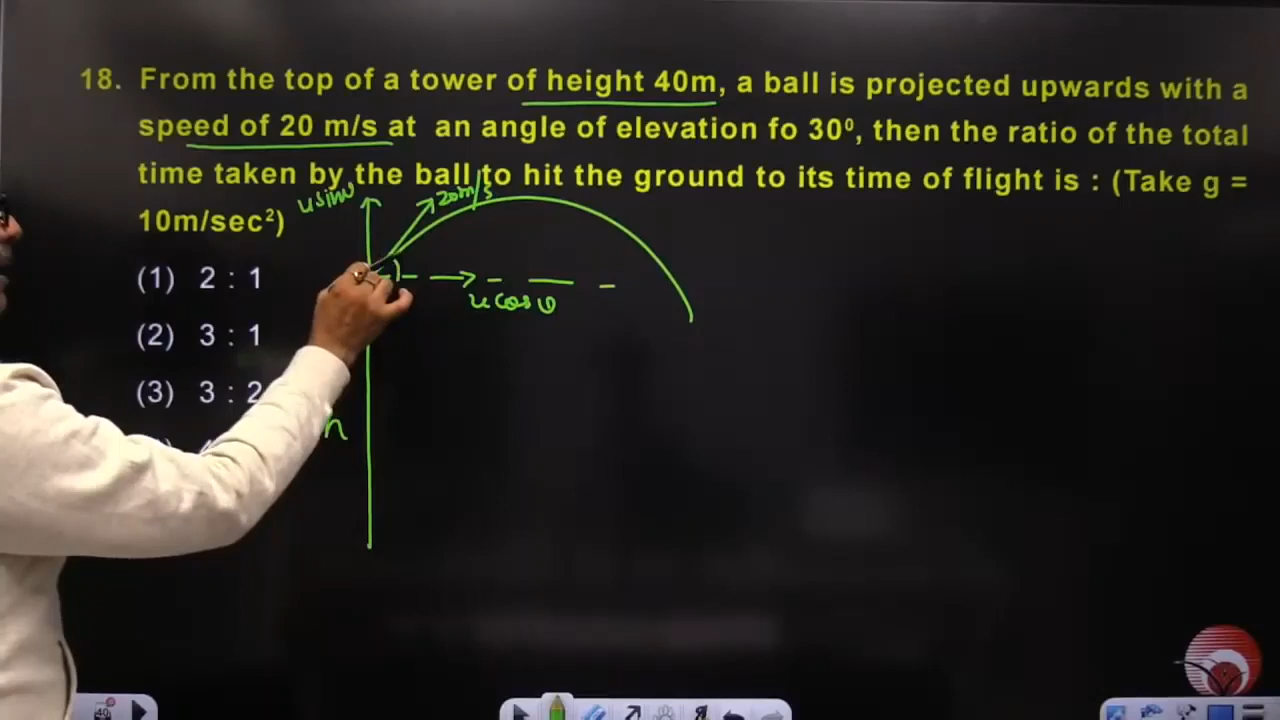 18. From the top of a tower of height 40m, a ball is projected upwards with a
speed of 20 m/s at an angle of elevation fo 30⁰, then the ratio of the total
time taken by the ball to hit the ground to its time of flight is : (Take g =
10m/sec²)
usinθ
20m/s
(1) 2 : 1
ucosθ
(2) 3 : 1
(3) 3 : 2
h